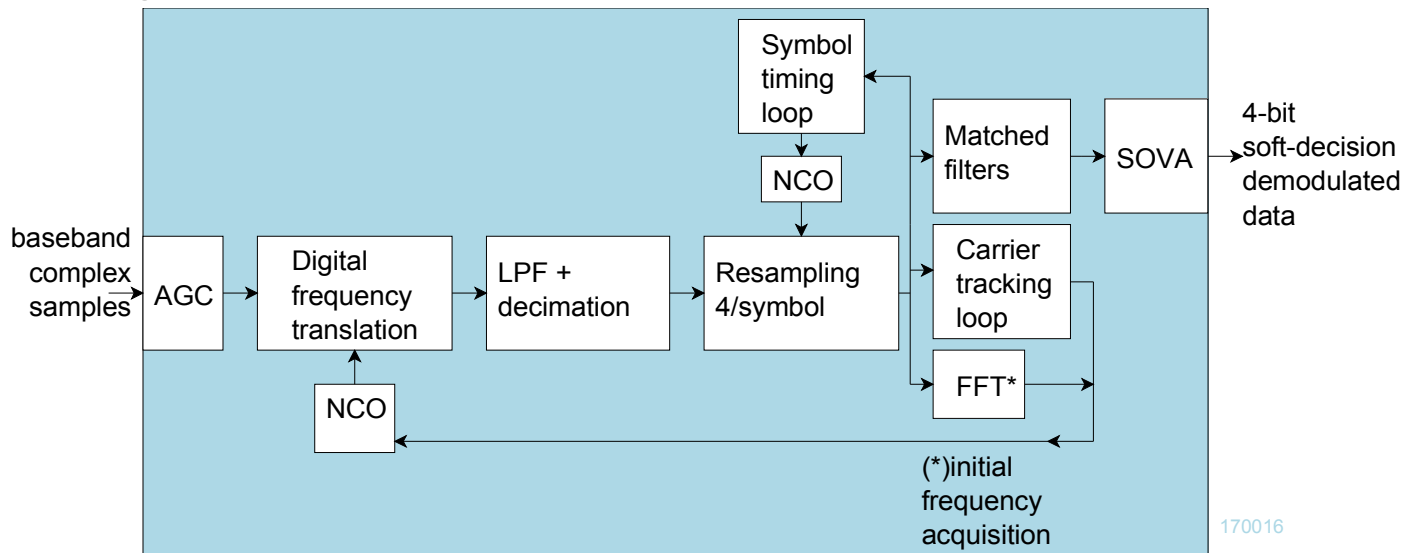 Symbol
timing
loop
NCO
Matched
filters
SOVA
4-bit
soft-decision
demodulated
data
baseband
complex
samples
AGC
Digital
frequency
translation
LPF +
decimation
Resampling
4/symbol
Carrier
tracking
loop
FFT*
NCO
(*)initial
frequency
acquisition
170016